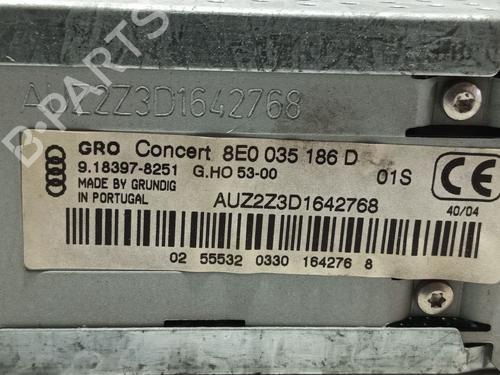 AUZ2Z3D1642768
GRO Concert 8E0 035 186 D
9.18397-8251 G.HO 53-00 01S
MADE BY GRUNDIG
IN PORTUGAL
AUZ2Z3D1642768
CE
40/04
02 55532 0330 164276 8